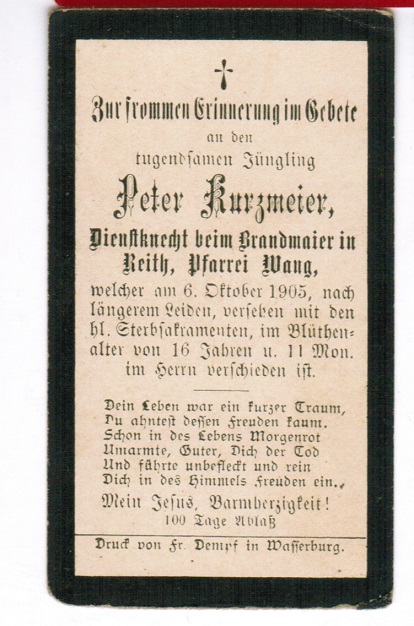 Zur frommen Erinnerung im Gebete
an den
tugendsamen Jüngling
Peter Kurzmeier,
Dienstknecht beim Brandmaier in
Reith, Pfarrei Wang,
welcher am 6. Oktober 1905, nach
längerem Leiden, versehen mit den
hl. Sterbsakramenten, im Blüthen-
alter von 16 Jahren u. 11 Mon.
im Herrn verschieden ist.
Dein Leben war ein kurzer Traum,
Du ahntest dessen Freuden kaum.
Schon in des Lebens Morgenrot
Umarmte, Guter, Dich der Tod
Und führte unbefleckt und rein
Dich in des Himmels Freuden ein.
Mein Jesus, Barmherzigkeit!
100 Tage Ablaß
Druck von Fr. Dempf in Wasserburg.